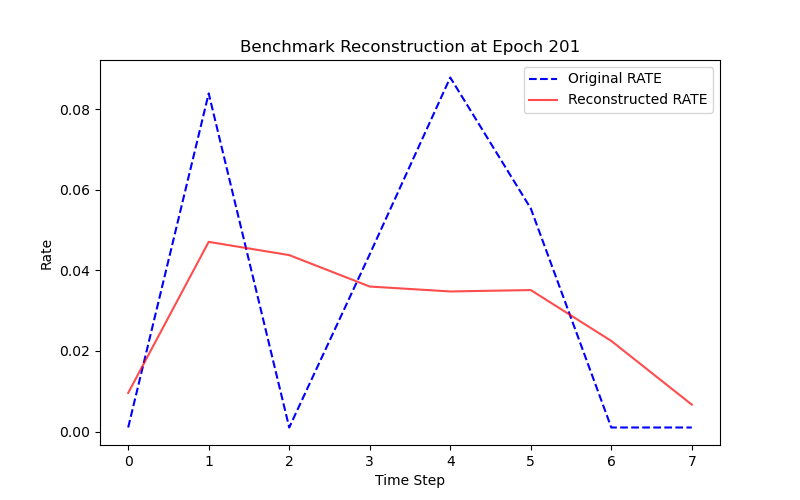 Benchmark Reconstruction at Epoch 201
Original RATE
Reconstructed RATE
Rate
0.08
0.06
0.04
0.02
0.00
0 1 2 3 4 5 6 7
Time Step